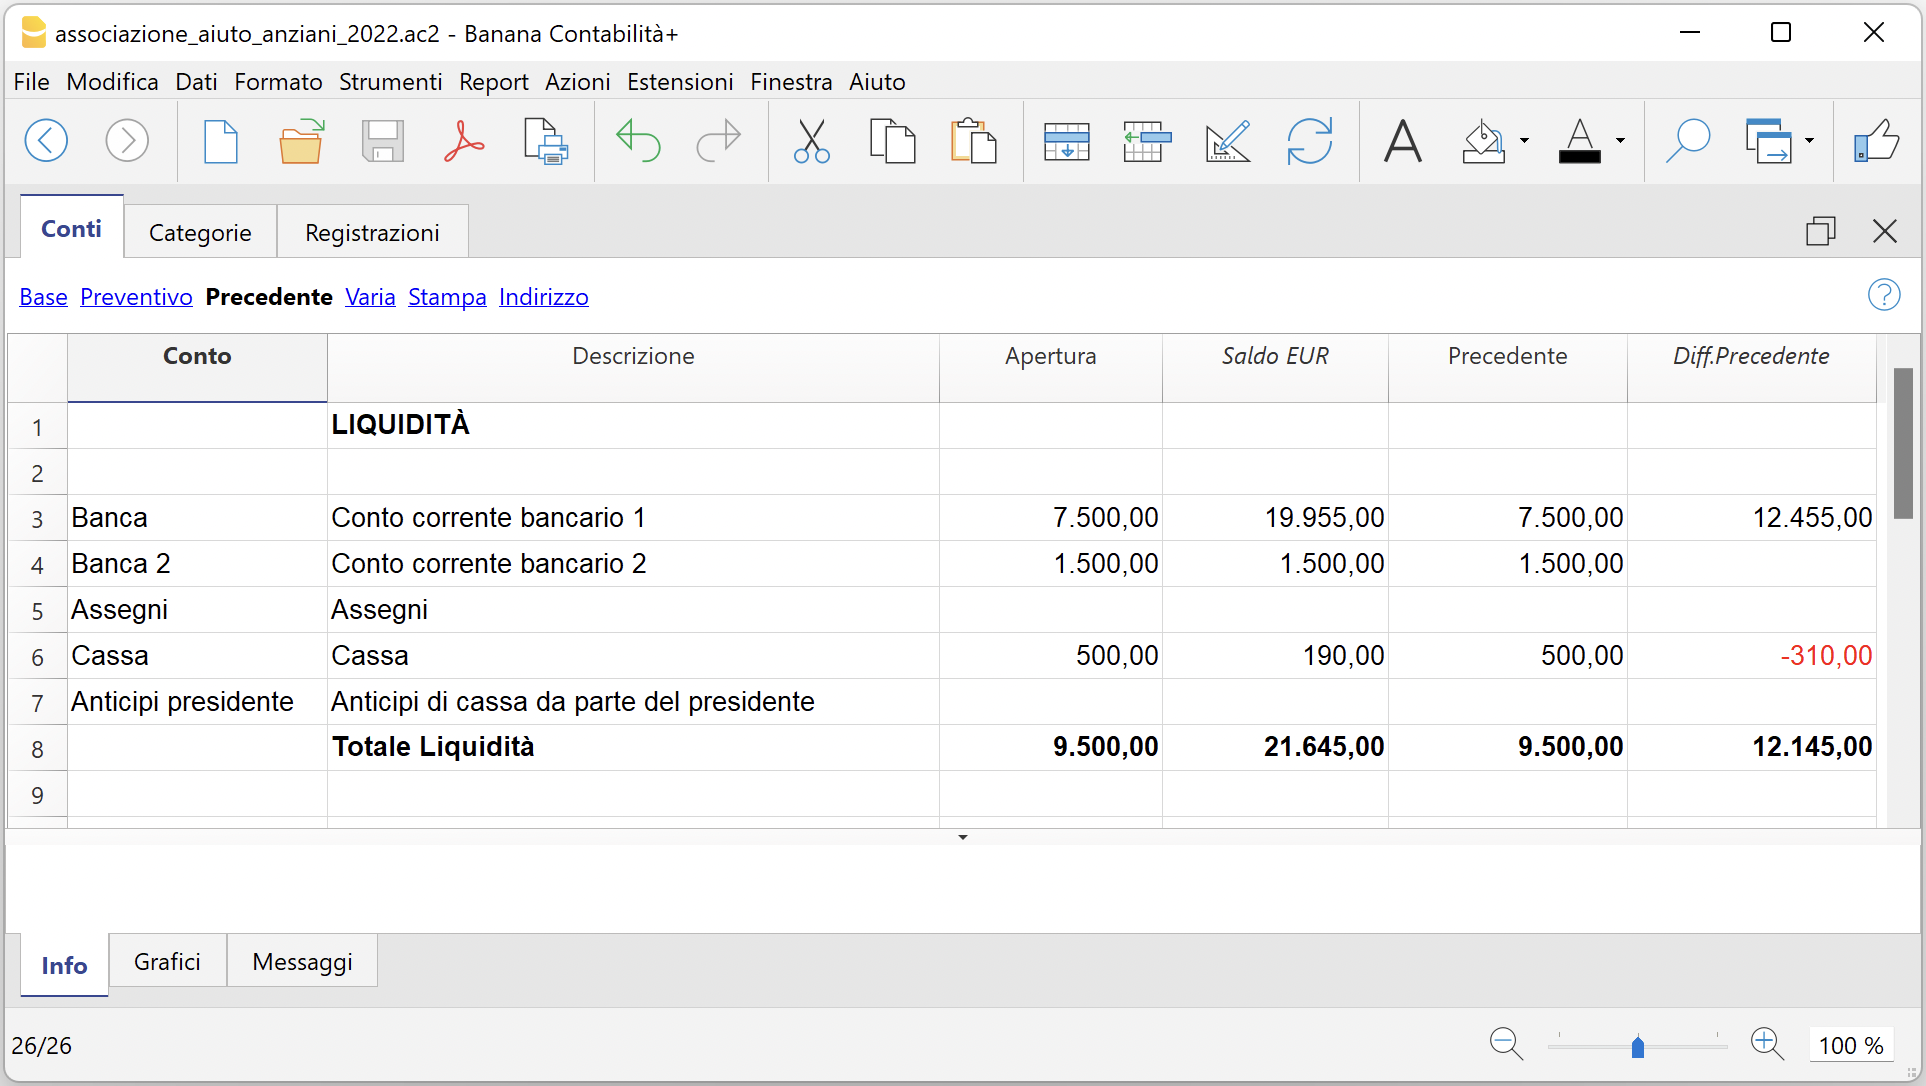 associazione_aiuto_anziani_2022.ac2 - Banana Contabilità+
File Modifica Dati Formato Strumenti Report Azioni Estensioni Finestra Aiuto
Conti Categorie Registrazioni
Base Preventivo Precedente Varia Stampa Indirizzo
Conto Descrizione Apertura Saldo EUR Precedente Diff.Precedente
1 LIQUIDITÀ
2
3 Banca Conto corrente bancario 1 7.500,00 19.955,00 7.500,00 12.455,00
4 Banca 2 Conto corrente bancario 2 1.500,00 1.500,00 1.500,00
5 Assegni Assegni
6 Cassa Cassa 500,00 190,00 500,00 -310,00
7 Anticipi presidente Anticipi di cassa da parte del presidente
8 Totale Liquidità 9.500,00 21.645,00 9.500,00 12.145,00
9
Info Grafici Messaggi
26/26 100 %